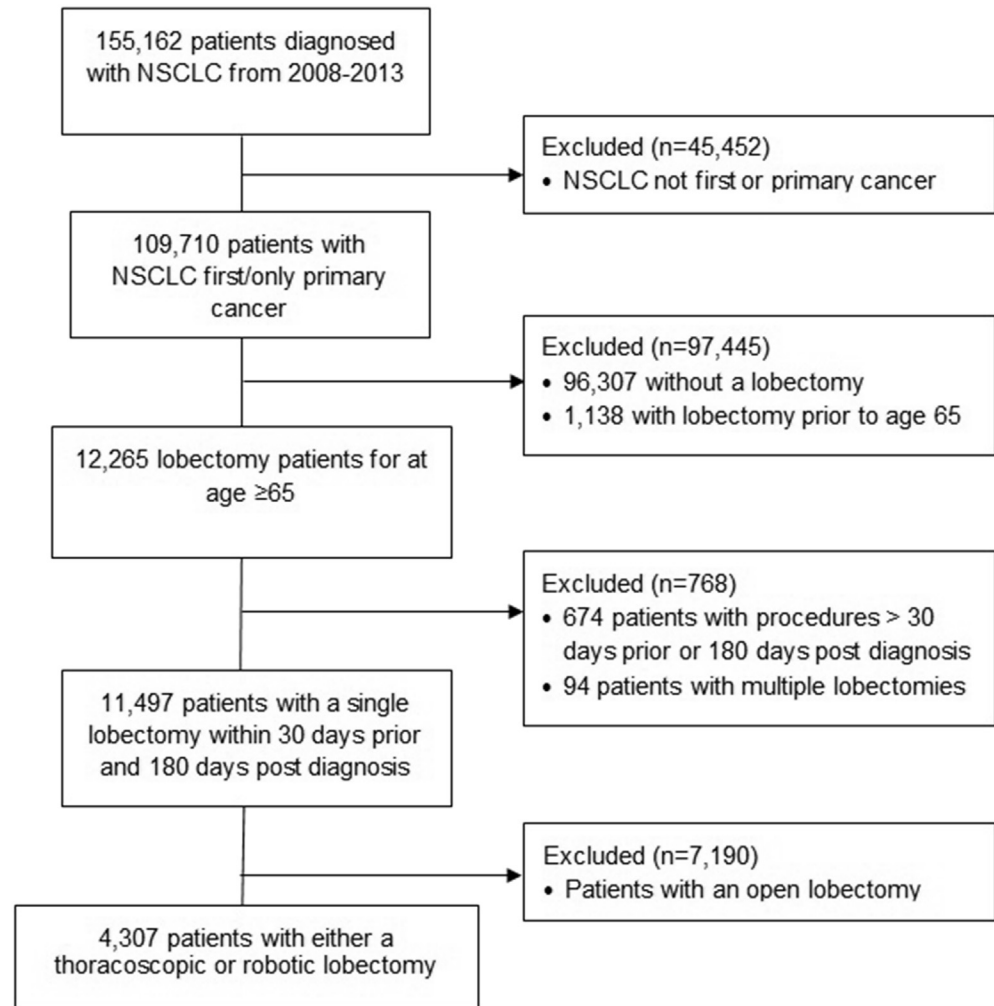 155,162 patients diagnosed
with NSCLC from 2008-2013
Excluded (n=45,452)
• NSCLC not first or primary cancer
109,710 patients with
NSCLC first/only primary
cancer
Excluded (n=97,445)
• 96,307 without a lobectomy
• 1,138 with lobectomy prior to age 65
12,265 lobectomy patients for at
age ≥65
Excluded (n=768)
• 674 patients with procedures > 30
days prior or 180 days post diagnosis
• 94 patients with multiple lobectomies
11,497 patients with a single
lobectomy within 30 days prior
and 180 days post diagnosis
Excluded (n=7,190)
• Patients with an open lobectomy
4,307 patients with either a
thoracoscopic or robotic lobectomy